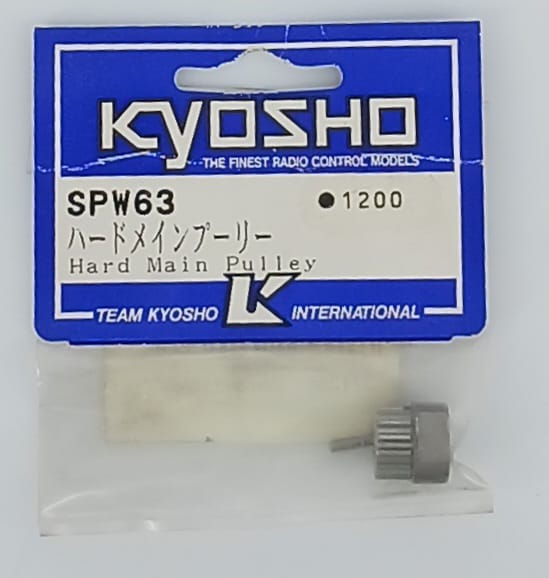 KYOSHO
THE FINEST RADIO CONTROL MODELS
SPW63 ●1200
ハードメインプーリー
Hard Main Pulley
TEAM KYOSHO K INTERNATIONAL